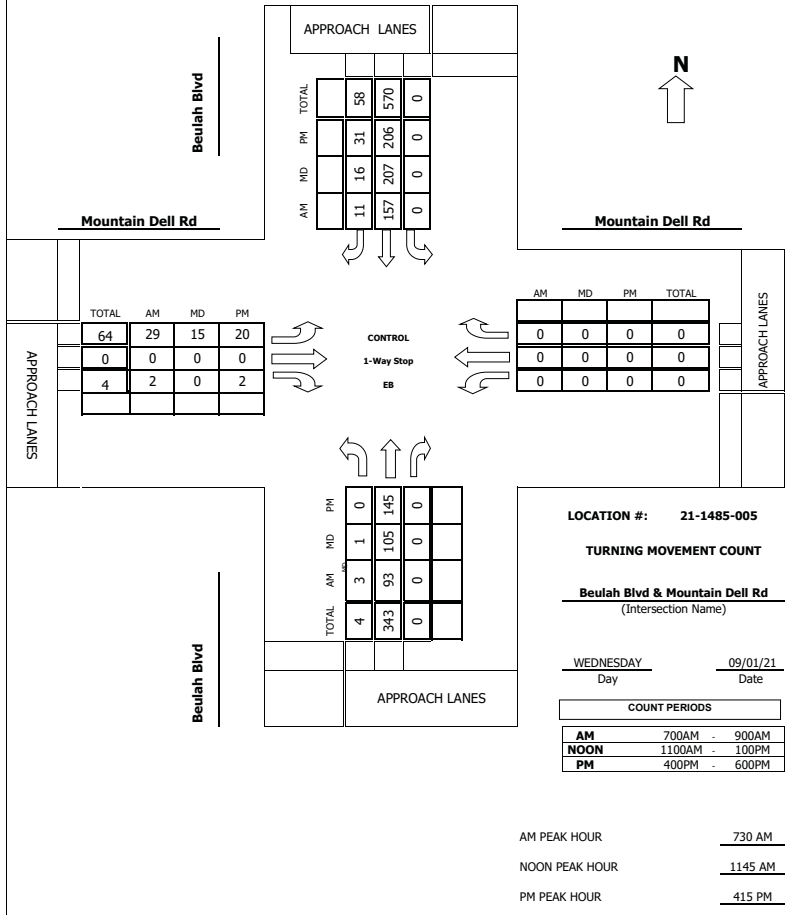 APPROACH LANES
N
Beulah Blvd
TOTAL 58 570 0
PM 31 206 0
MD 16 207 0
AM 11 157 0
Mountain Dell Rd
Mountain Dell Rd
TOTAL AM MD PM
64 29 15 20
0 0 0 0
4 2 0 2
APPROACH LANES
CONTROL
1-Way Stop
EB
AM MD PM TOTAL
0 0 0 0
0 0 0 0
0 0 0 0
APPROACH LANES
PM 0 145 0
MD 1 105 0
MD
AM 3 93 0
TOTAL 4 343 0
APPROACH LANES
Beulah Blvd
LOCATION #: 21-1485-005
TURNING MOVEMENT COUNT
Beulah Blvd & Mountain Dell Rd
(Intersection Name)
WEDNESDAY 09/01/21
Day Date
COUNT PERIODS
AM 700AM - 900AM
NOON 1100AM - 100PM
PM 400PM - 600PM
AM PEAK HOUR 730 AM
NOON PEAK HOUR 1145 AM
PM PEAK HOUR 415 PM